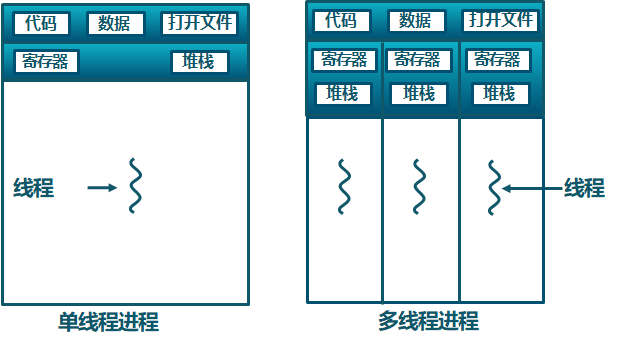 代码 数据 打开文件
寄存器 堆栈
线程
单线程进程
代码 数据 打开文件
寄存器 寄存器 寄存器
堆栈 堆栈 堆栈
线程
多线程进程